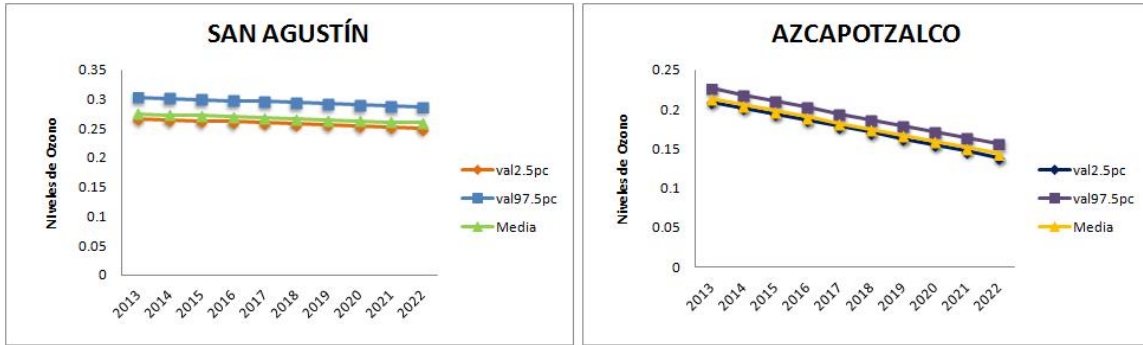 SAN AGUSTÍN
0.35
0.3
0.25
0.2
0.15
0.1
0.05
0
Niveles de Ozono
2013 2014 2015 2016 2017 2018 2019 2020 2021 2022
val2.5pc
val97.5pc
Media
AZCAPOTZALCO
0.25
0.2
0.15
0.1
0.05
0
Niveles de Ozono
2013 2014 2015 2016 2017 2018 2019 2020 2021 2022
val2.5pc
val97.5pc
Media